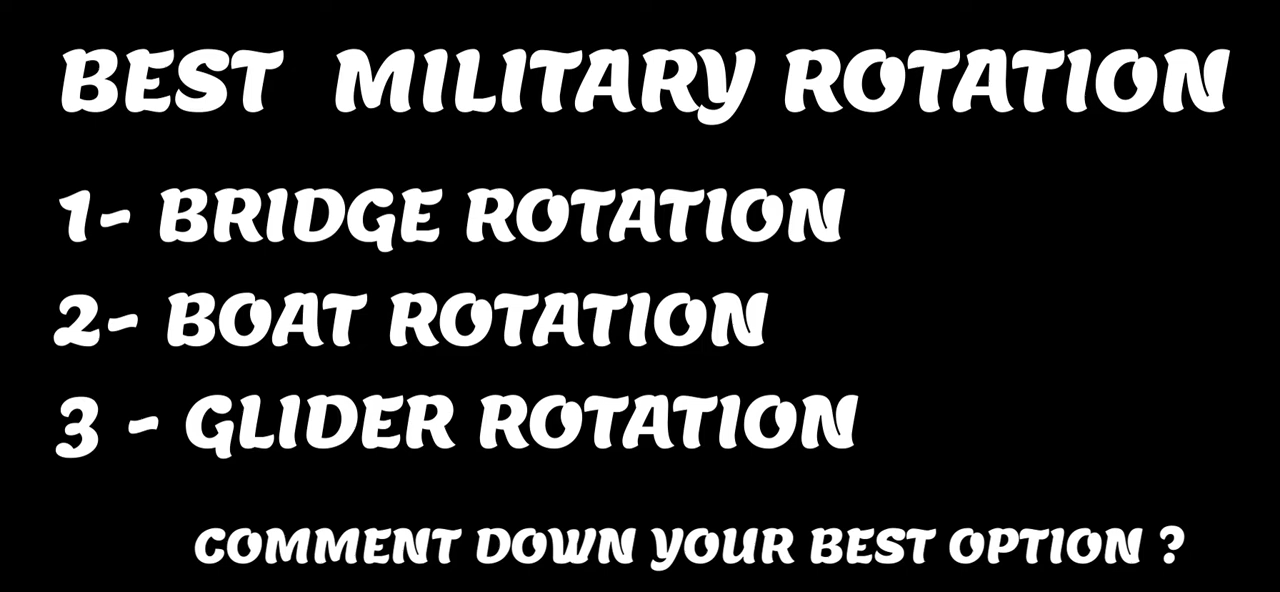 BEST MILITARY ROTATION
1- BRIDGE ROTATION
2- BOAT ROTATION
3 - GLIDER ROTATION
COMMENT DOWN YOUR BEST OPTION ?